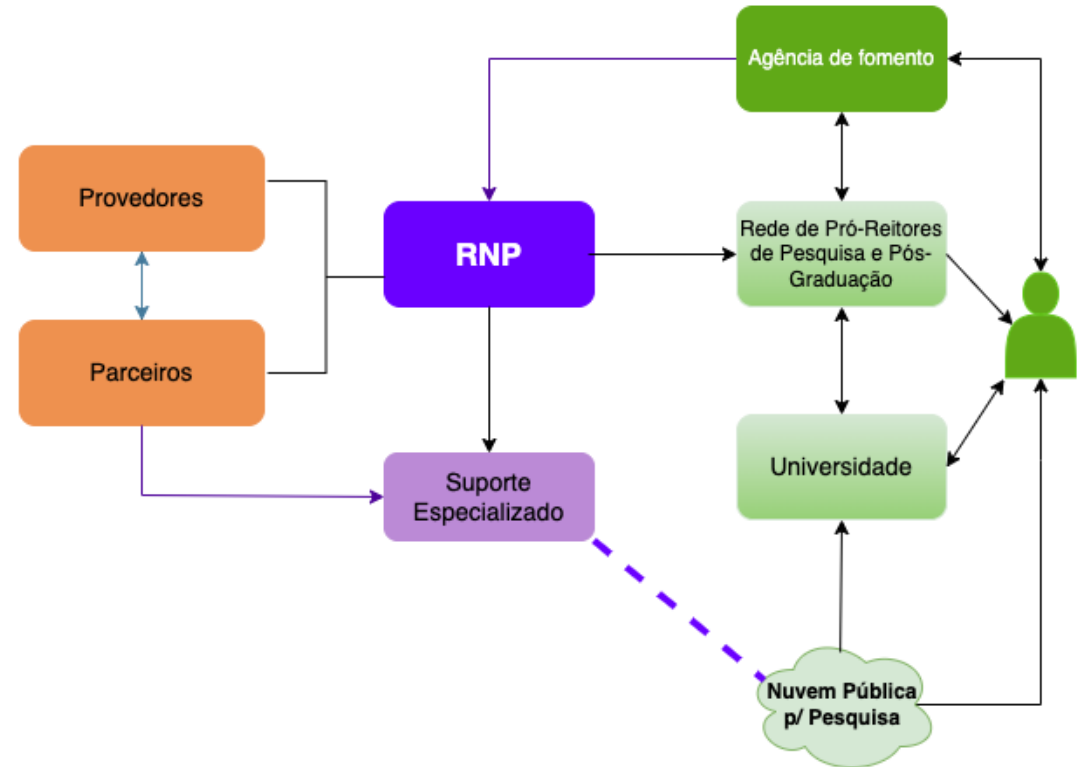 Agência de fomento
Provedores
RNP
Rede de Pró-Reitores
de Pesquisa e Pós-
Graduação
Parceiros
Suporte
Especializado
Universidade
Nuvem Pública
p/ Pesquisa